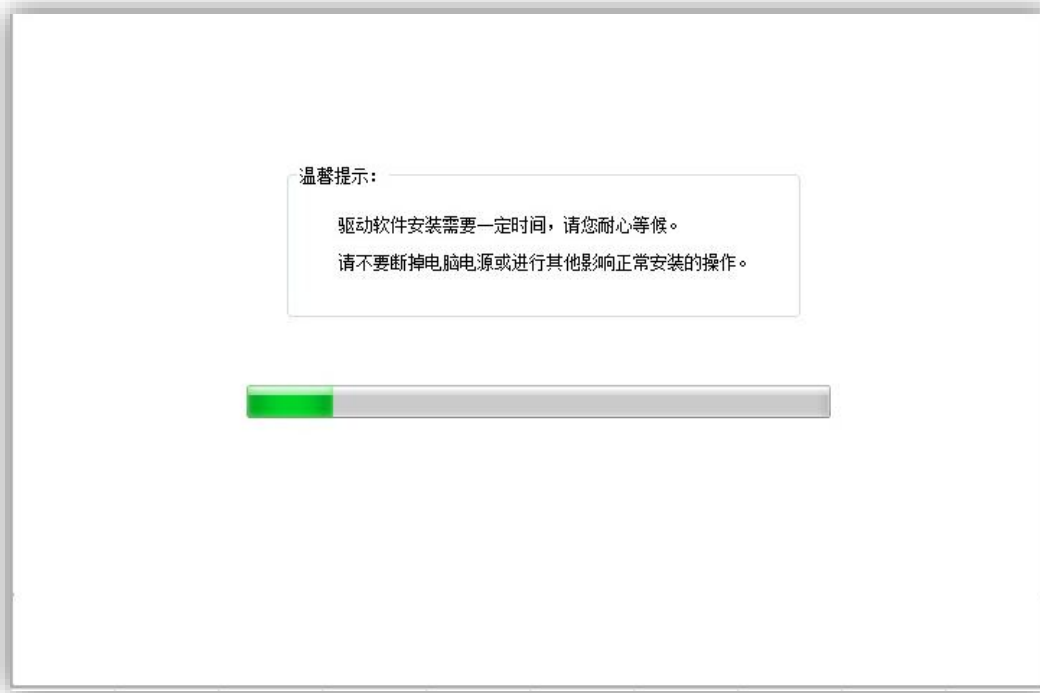 温馨提示：
驱动软件安装需要一定时间，请您耐心等候。
请不要断掉电脑电源或进行其他影响正常安装的操作。